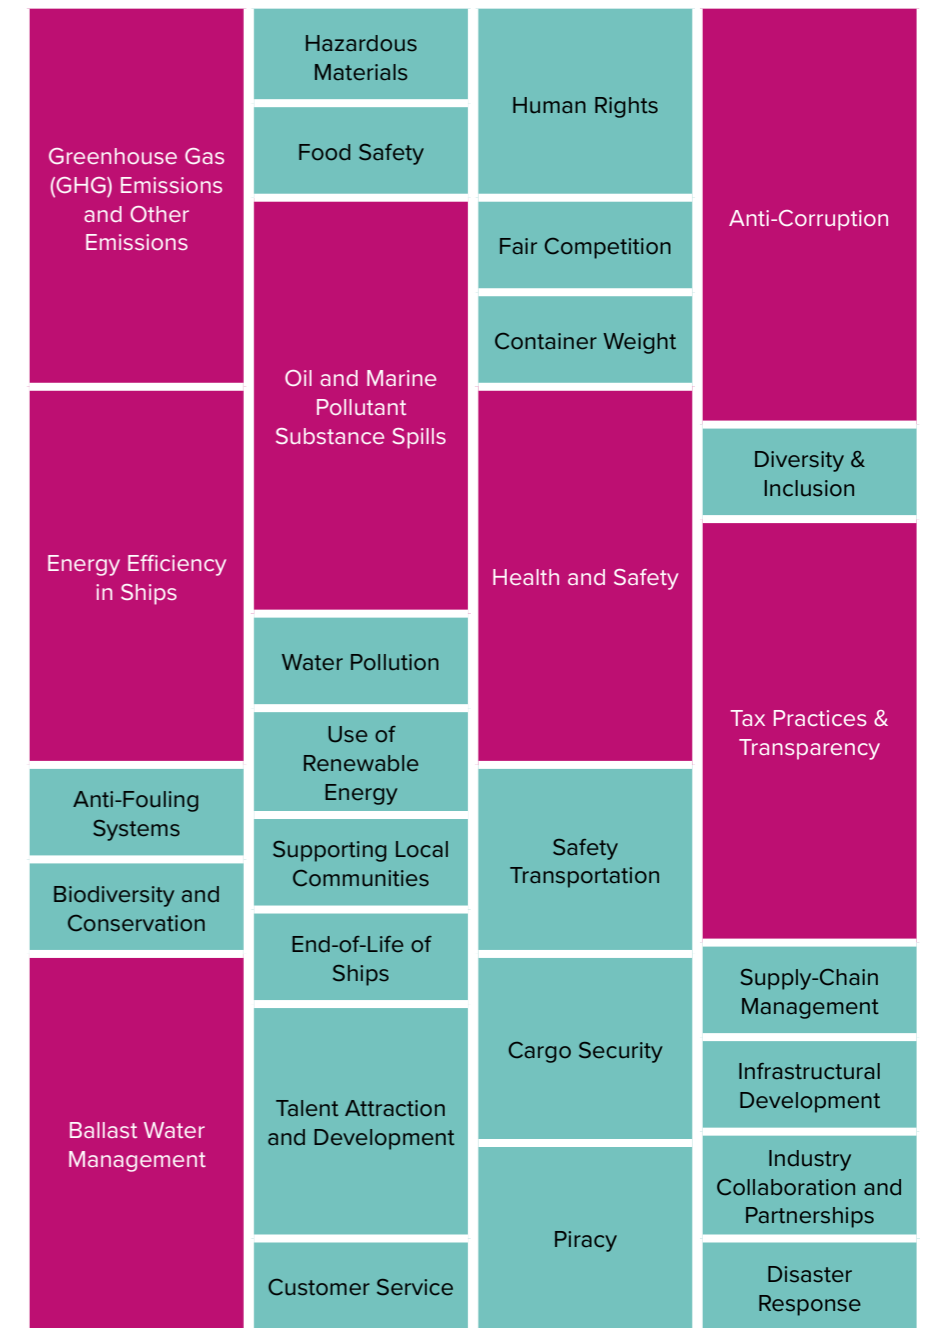 Greenhouse Gas
(GHG) Emissions
and Other
Emissions
Energy Efficiency
in Ships
Anti-Fouling
Systems
Biodiversity and
Conservation
Ballast Water
Management
Hazardous
Materials
Food Safety
Oil and Marine
Pollutant
Substance Spills
Water Pollution
Use of
Renewable
Energy
Supporting Local
Communities
End-of-Life of
Ships
Talent Attraction
and Development
Customer Service
Human Rights
Fair Competition
Container Weight
Health and Safety
Safety
Transportation
Cargo Security
Piracy
Anti-Corruption
Diversity &
Inclusion
Tax Practices &
Transparency
Supply-Chain
Management
Infrastructural
Development
Industry
Collaboration and
Partnerships
Disaster
Response